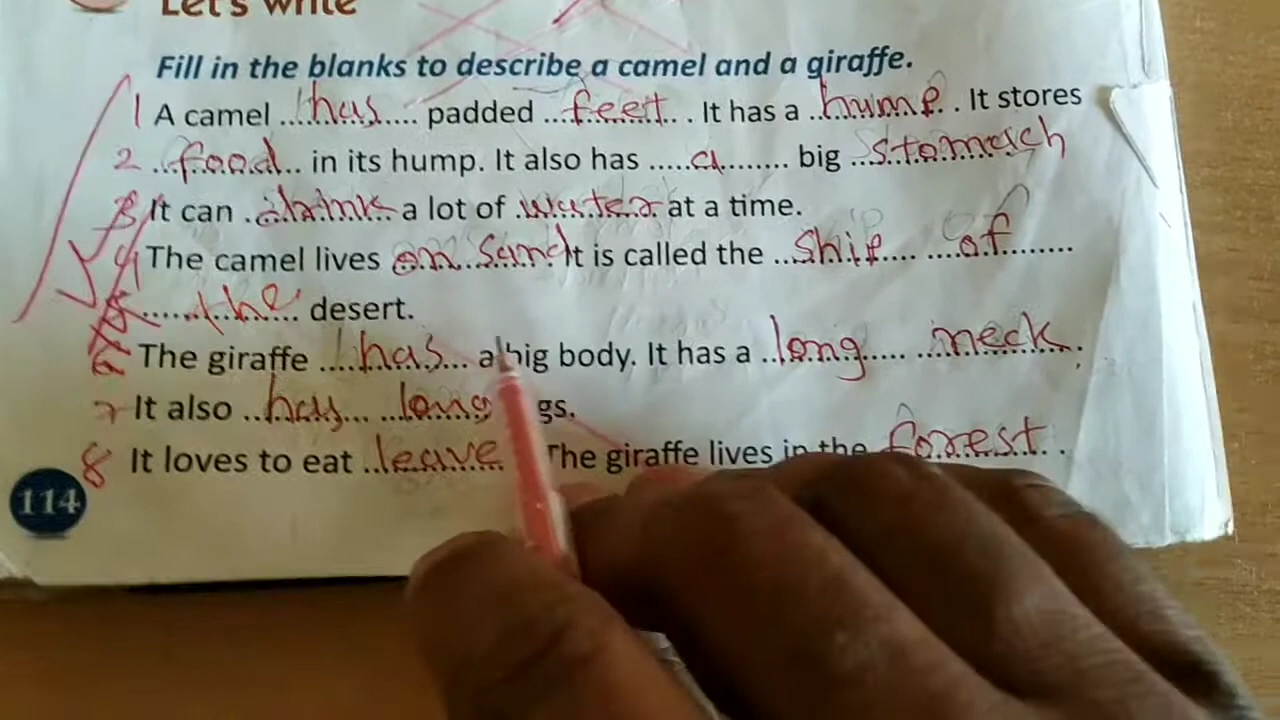 Let's write
Fill in the blanks to describe a camel and a giraffe.
1 A camel ....has..... padded ...feet.. . It has a ..hump.. . It stores
2 ..food... in its hump. It also has .....a........ big ...stomach
3 It can ..drink.. a lot of ..water.. at a time.
4 The camel lives on sand It is called the ...ship.... ....of.......
5 ......the...... desert.
6 The giraffe ....has... a big body. It has a ..long..... ...neck..
7 It also ..has... ..long gs.
8 It loves to eat ..leave The giraffe lives in the forest. .
114